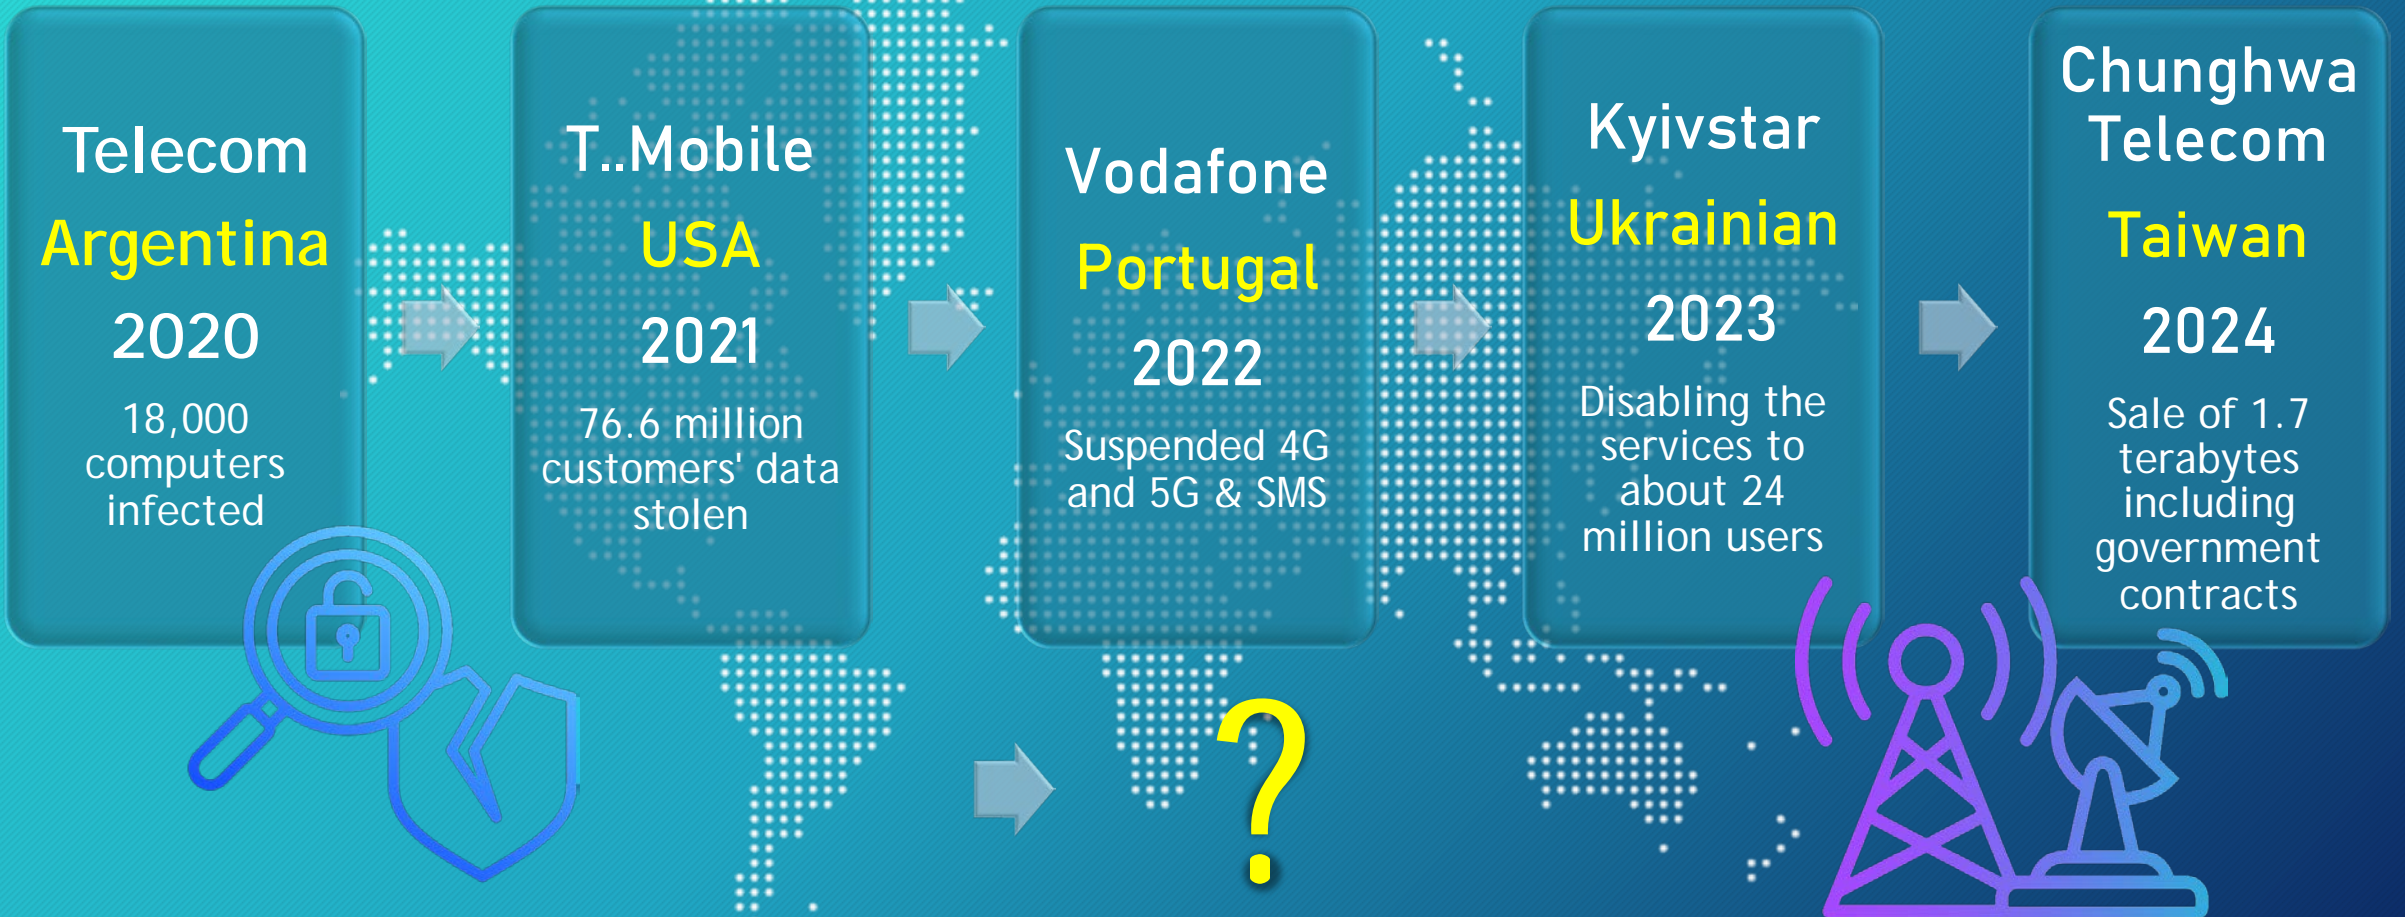 Telecom
Argentina
2020
18,000
computers
infected
T..Mobile
USA
2021
76.6 million
customers' data
stolen
Vodafone
Portugal
2022
Suspended 4G
and 5G & SMS
Kyivstar
Ukrainian
2023
Disabling the
services to
about 24
million users
Chunghwa
Telecom
Taiwan
2024
Sale of 1.7
terabytes
including
government
contracts
?